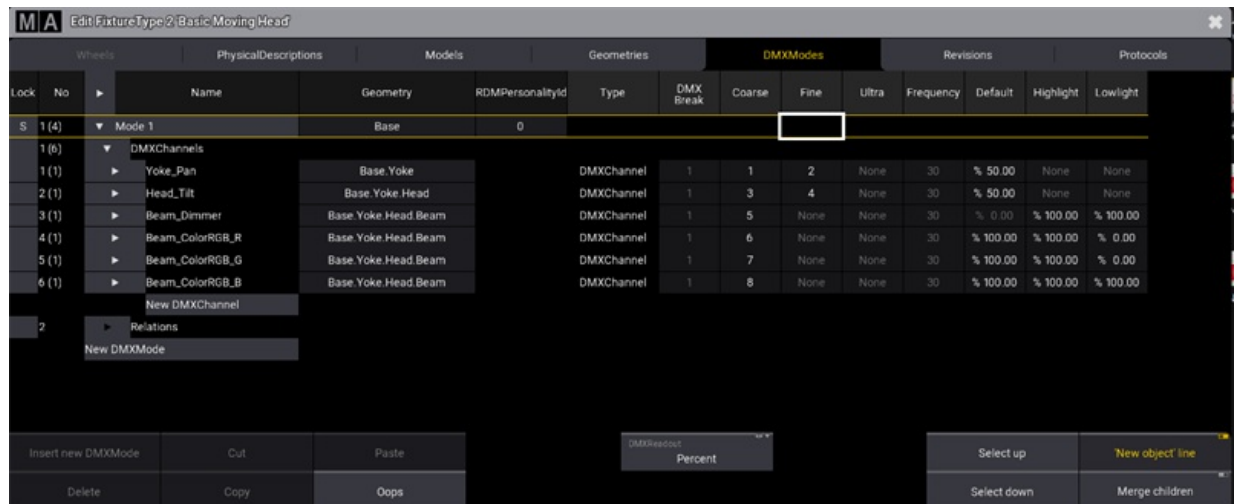 MA Edit FixtureType 2 'Basic Moving Head'
Wheels PhysicalDescriptions Models Geometries DMXModes Revisions Protocols
Lock No Name Geometry RDMPersonalityId Type DMX Break Coarse Fine Ultra Frequency Default Highlight Lowlight
S 1 (4) Mode 1 Base 0
1 (6) DMXChannels
1 (1) Yoke_Pan Base.Yoke DMXChannel 1 1 2 None 30 % 50.00 None None
2 (1) Head_Tilt Base.Yoke.Head DMXChannel 1 3 4 None 30 % 50.00 None None
3 (1) Beam_Dimmer Base.Yoke.Head.Beam DMXChannel 1 5 None None 30 % 0.00 % 100.00 % 100.00
4 (1) Beam_ColorRGB_R Base.Yoke.Head.Beam DMXChannel 1 6 None None 30 % 100.00 % 100.00 % 0.00
5 (1) Beam_ColorRGB_G Base.Yoke.Head.Beam DMXChannel 1 7 None None 30 % 100.00 % 100.00 % 0.00
6 (1) Beam_ColorRGB_B Base.Yoke.Head.Beam DMXChannel 1 8 None None 30 % 100.00 % 100.00 % 100.00
New DMXChannel
2 Relations
New DMXMode
Insert new DMXMode Cut Paste DMXReadout Percent Select up 'New object' line
Delete Copy Oops Select down Merge children